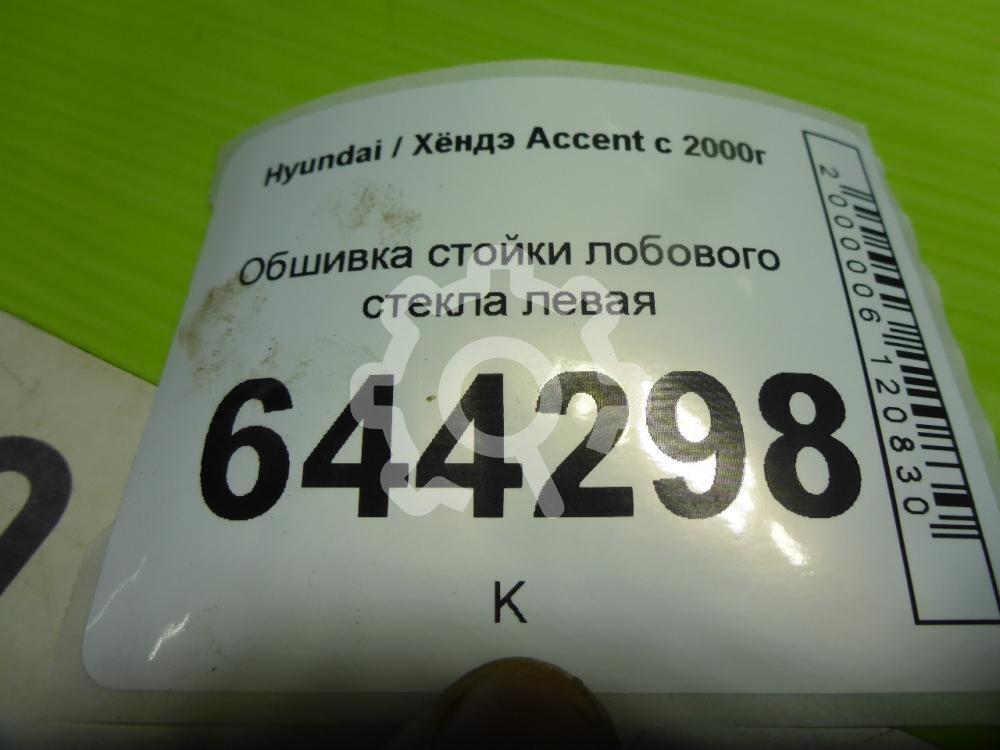 Hyundai / Хёндэ Accent с 2000г
Обшивка стойки лобового
стекла левая
644298
К
2000006120830